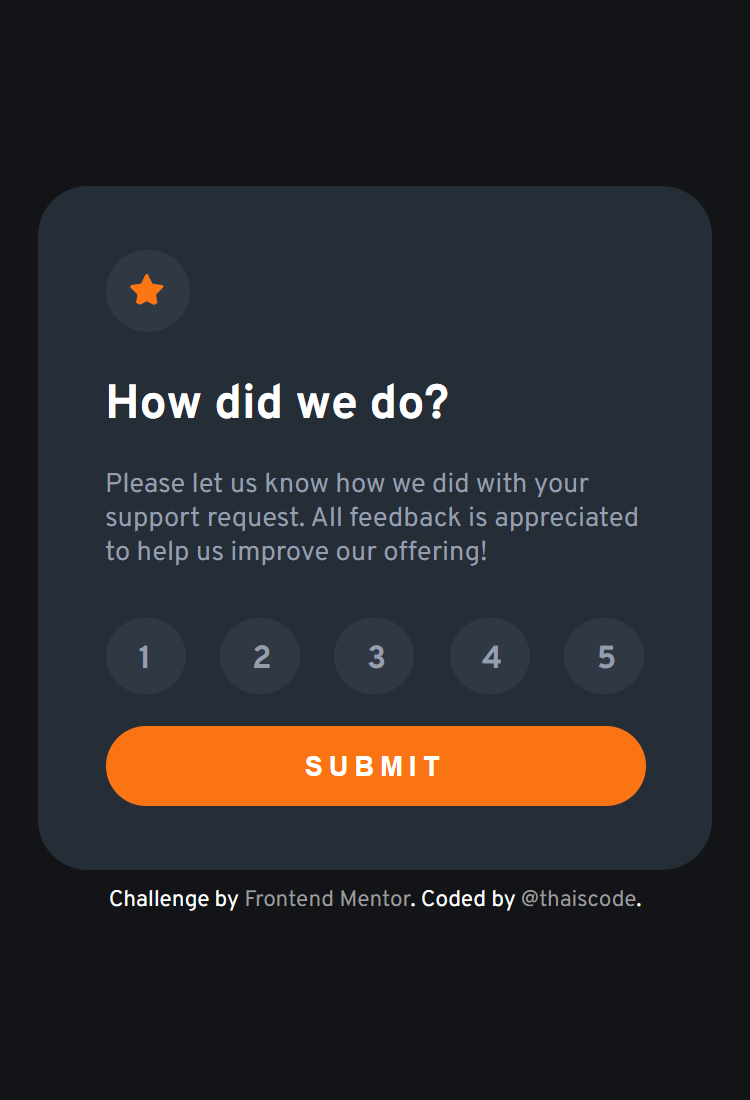 How did we do?
Please let us know how we did with your
support request. All feedback is appreciated
to help us improve our offering!
1 2 3 4 5
SUBMIT
Challenge by Frontend Mentor. Coded by @thaiscode.